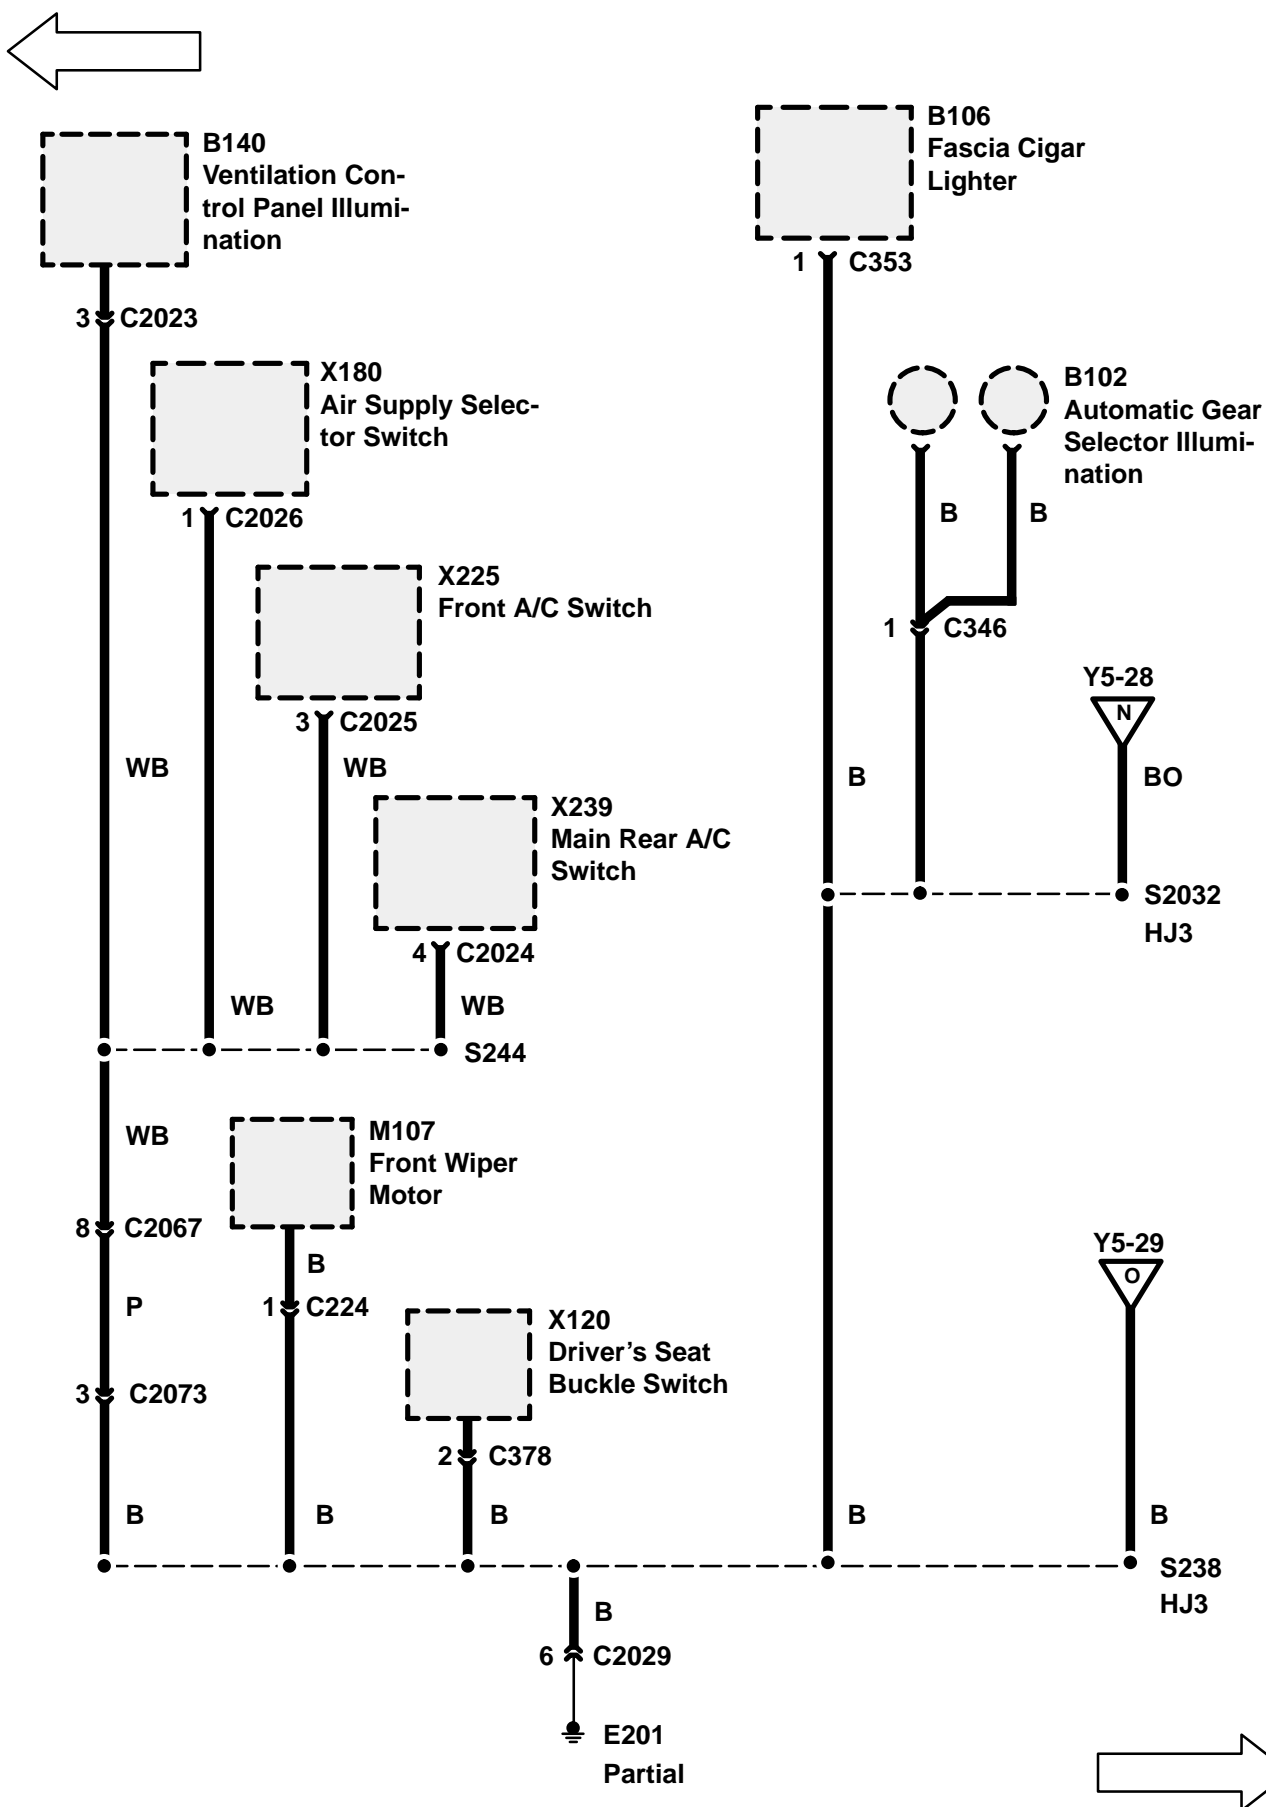 B140
Ventilation Con-
trol Panel Illumi-
nation
3 C2023
X180
Air Supply Selec-
tor Switch
1 C2026
X225
Front A/C Switch
3 C2025
WB
WB
X239
Main Rear A/C
Switch
4 C2024
WB
WB
S244
WB
M107
Front Wiper
Motor
8 C2067
B
P
1 C224
X120
Driver’s Seat
Buckle Switch
3 C2073
2 C378
B
B
B
B106
Fascia Cigar
Lighter
1 C353
B102
Automatic Gear
Selector Illumi-
nation
B
B
1 C346
Y5-28
N
B
BO
S2032
HJ3
Y5-29
O
B
B
S238
HJ3
B
6 C2029
E201
Partial